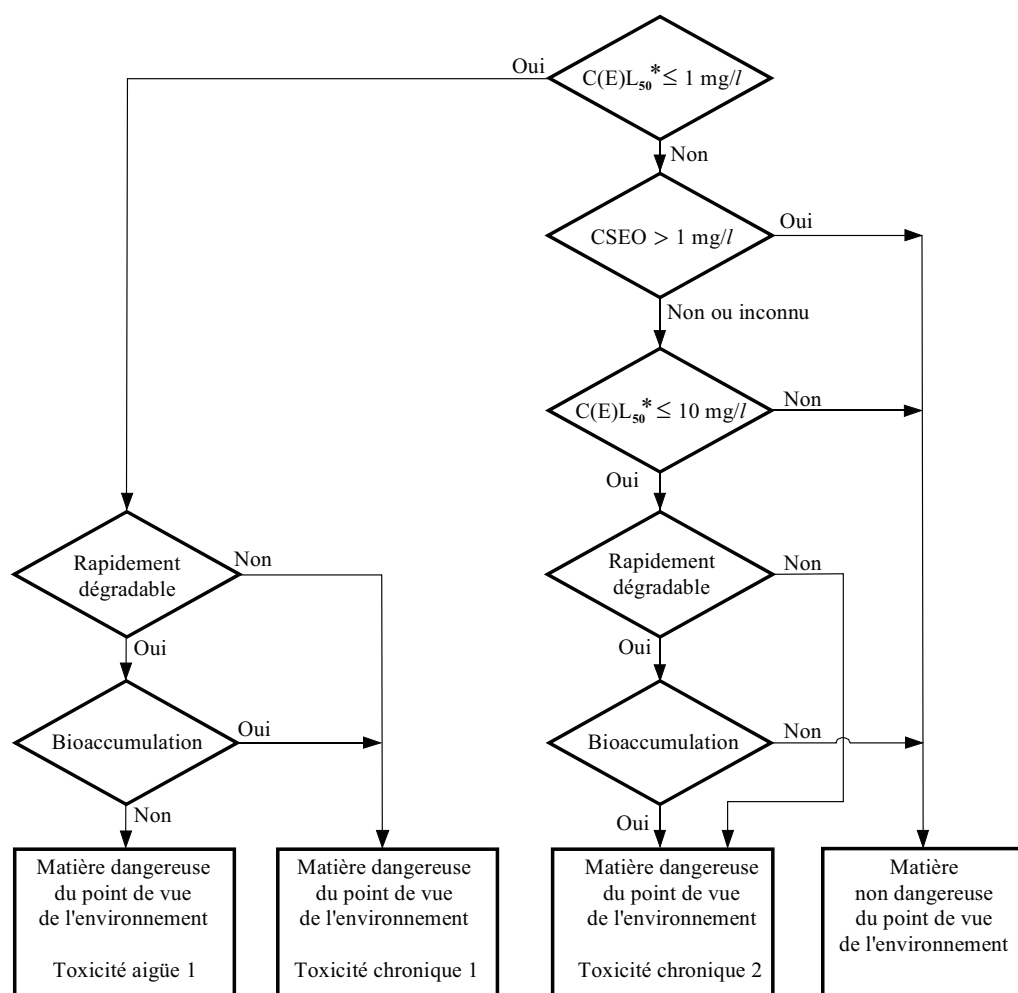 C(E)L50* ≤ 1 mg/l
Oui
Non
CSEO > 1 mg/l
Oui
Non ou inconnu
C(E)L50* ≤ 10 mg/l
Non
Oui
Rapidement
dégradable
Non
Oui
Rapidement
dégradable
Non
Oui
Bioaccumulation
Oui
Non
Bioaccumulation
Non
Oui
Matière dangereuse
du point de vue
de l'environnement
Toxicité aigüe 1
Matière dangereuse
du point de vue
de l'environnement
Toxicité chronique 1
Matière dangereuse
du point de vue
de l'environnement
Toxicité chronique 2
Matière
non dangereuse
du point de vue
de l'environnement